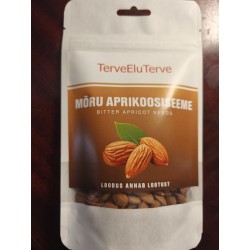 TerveEluTerve
MÕRU APRIKOOSISEEME
BITTER APRICOT SEEDS
LOODUS ANNAB LOOTUST